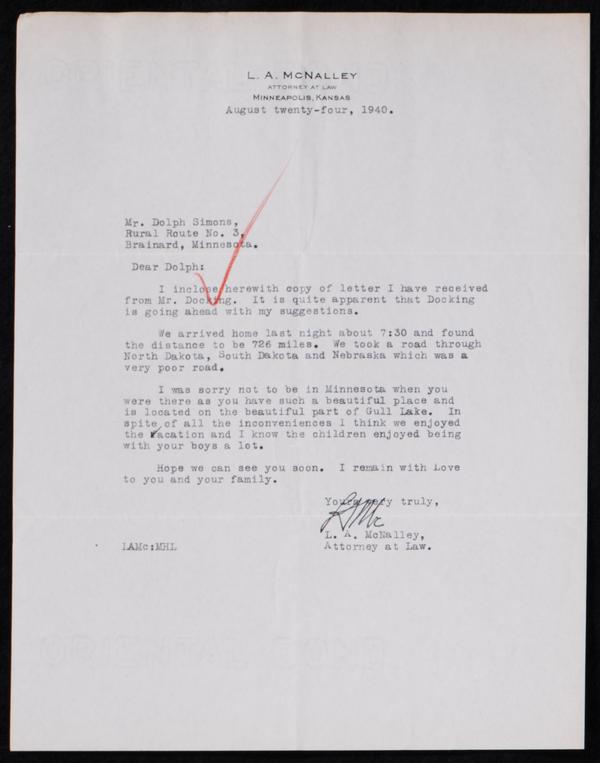 L. A. McNALLEY
ATTORNEY AT LAW
MINNEAPOLIS, KANSAS
August twenty-four, 1940.
Mr. Dolph Simons,
Rural Route No. 3,
Brainard, Minnesota.
Dear Dolph:
I inclose herewith copy of letter I have received
from Mr. Docking. It is quite apparent that Docking
is going ahead with my suggestions.
We arrived home last night about 7:30 and found
the distance to be 726 miles. We took a road through
North Dakota, South Dakota and Nebraska which was a
very poor road.
I was sorry not to be in Minnesota when you
were there as you have such a beautiful place and
is located on the beautiful part of Gull Lake. In
spite of all the inconveniences I think we enjoyed
the vacation and I know the children enjoyed being
with your boys a lot.
Hope we can see you soon. I remain with Love
to you and your family.
Yours very truly,
LAMc
L. A. McNalley,
LAMc:MHL Attorney at Law.